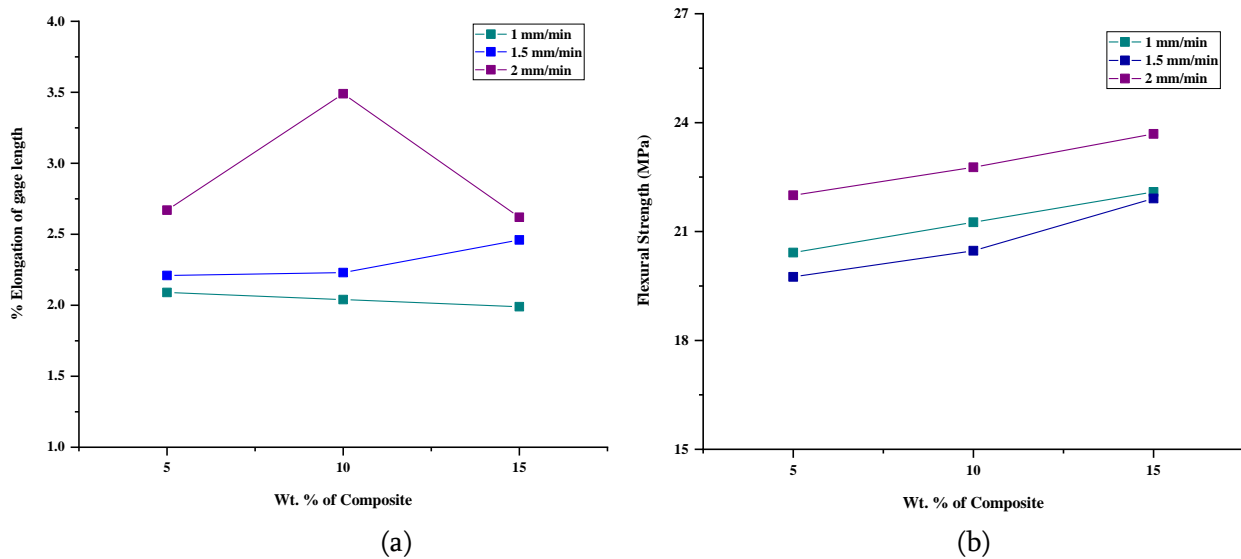 4.0
3.5
3.0
2.5
2.0
1.5
1.0
% Elongation of gage length
1 mm/min
1.5 mm/min
2 mm/min
5 10 15
Wt. % of Composite
(a)
27
24
21
18
15
Flexural Strength (MPa)
1 mm/min
1.5 mm/min
2 mm/min
5 10 15
Wt. % of Composite
(b)